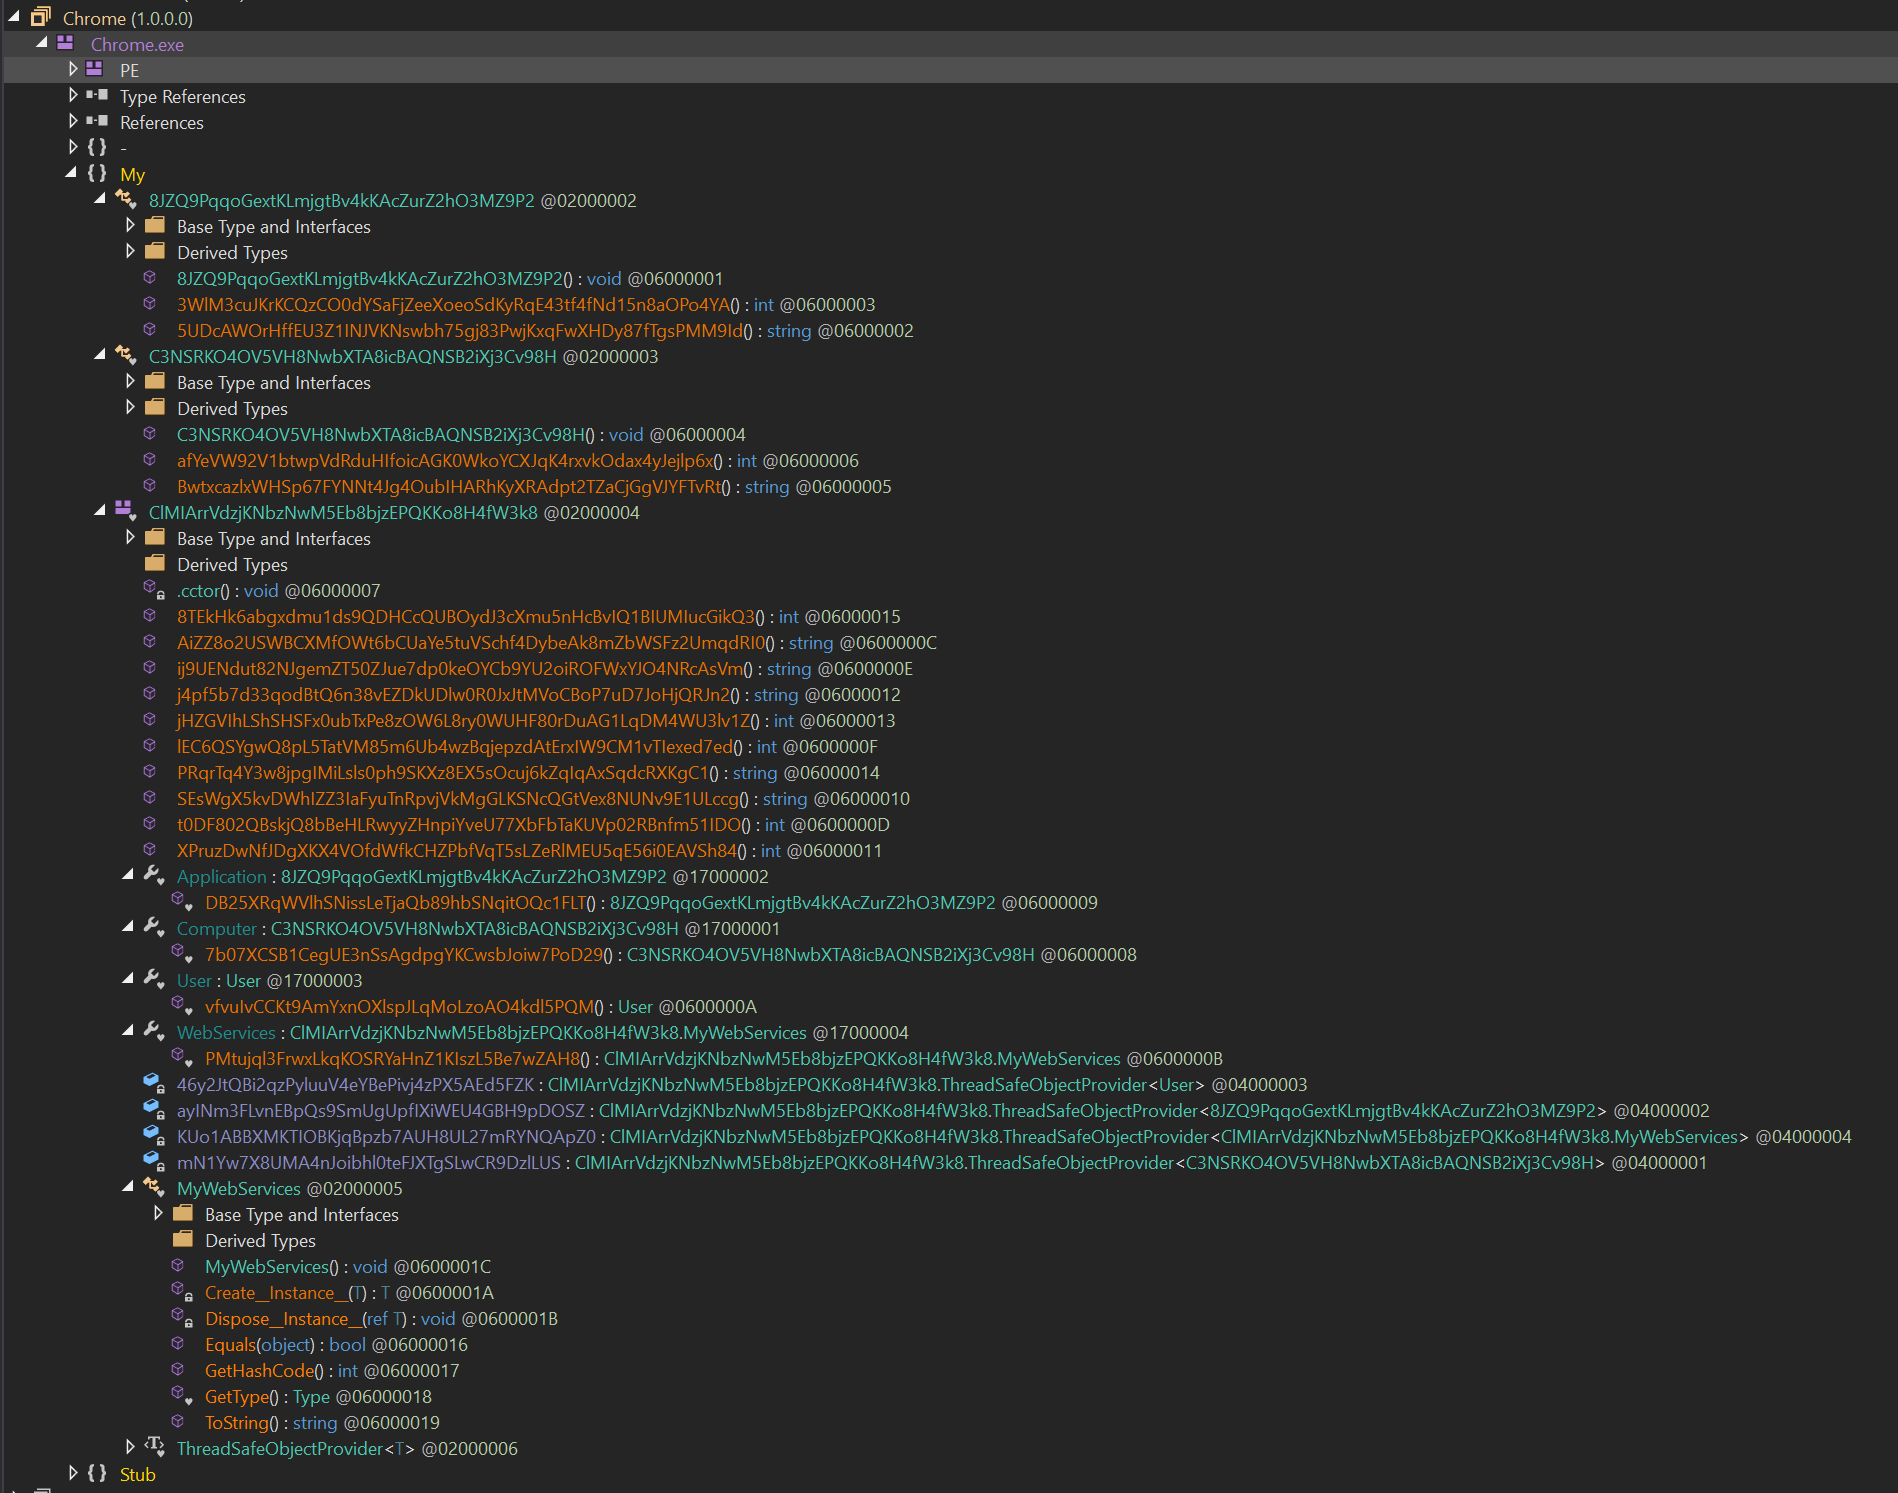 Chrome (1.0.0.0)
Chrome.exe
PE
Type References
References
{ } -
{ } My
8JZQ9PqqoGextKLmjgtBv4kKAcZurZ2hO3MZ9P2 @02000002
Base Type and Interfaces
Derived Types
8JZQ9PqqoGextKLmjgtBv4kKAcZurZ2hO3MZ9P2() : void @06000001
3WlM3cuJKrKCQzCO0dYSaFjZeeXoeoSdKyRqE43tf4fNd15n8aOPo4YA() : int @06000003
5UDcAWOrHffEU3Z1INJVKNswbh75gj83PwjKxqFwXHDy87fTgsPMM9Id() : string @06000002
C3NSRKO4OV5VH8NwbXTA8icBAQNSB2iXj3Cv98H @02000003
Base Type and Interfaces
Derived Types
C3NSRKO4OV5VH8NwbXTA8icBAQNSB2iXj3Cv98H() : void @06000004
afYeVW92V1btwpVdRduHIfoicAGK0WkoYCXJqK4rxvkOdax4yJejlp6x() : int @06000006
BwtxcazlxWHSp67FYNNt4Jg4OubIHARhKyXRAdpt2TZaCjGgVJYFTvRt() : string @06000005
ClMIArrVdzjKNbzNwM5Eb8bjzEPQKKo8H4fW3k8 @02000004
Base Type and Interfaces
Derived Types
.cctor() : void @06000007
8TEkHk6abgxdmu1ds9QDHCcQUBOydJ3cXmu5nHcBvIQ1BIUMIucGikQ3() : int @06000015
AiZZ8o2USWBCXMfOWt6bCUaYe5tuVSchf4DybeAk8mZbWSFz2UmqdRI0() : string @0600000C
ij9UENdut82NJgemZT50ZJue7dp0keOYCb9YU2oiROFWxYJO4NRcAsVm() : string @0600000E
j4pf5b7d33qodBtQ6n38vEZDkUDlw0R0JxJtMVoCBoP7uD7JoHjQRJn2() : string @06000012
jHZGVIhLShSHSFx0ubTxPe8zOW6L8ry0WUHF80rDuAG1LqDM4WU3lv1Z() : int @06000013
lEC6QSYgwQ8pL5TatVM85m6Ub4wzBqjepzdAtErxIW9CM1vTIexed7ed() : int @0600000F
PRqrTq4Y3w8jpgIMiLsls0ph9SKXz8EX5sOcuj6kZqIqAxSqdcRXKgC1() : string @06000014
SEsWgX5kvDWhIZZ3IaFyuTnRpvjVkMgGLKSNcQGtVex8NUNv9E1ULccg() : string @06000010
t0DF802QBskjQ8bBeHLRwyyZHnpiYveU77XbFbTaKUVp02RBnfm51IDO() : int @0600000D
XPruzDwNfJDgXKX4VOfdWfkCHZPbfVqT5sLZeRlMEU5qE56i0EAVSh84() : int @06000011
Application : 8JZQ9PqqoGextKLmjgtBv4kKAcZurZ2hO3MZ9P2 @17000002
DB25XRqWVlhSNissLeTjaQb89hbSNqitOQc1FLT() : 8JZQ9PqqoGextKLmjgtBv4kKAcZurZ2hO3MZ9P2 @06000009
Computer : C3NSRKO4OV5VH8NwbXTA8icBAQNSB2iXj3Cv98H @17000001
7b07XCSB1CegUE3nSsAgdpgYKCwsbJoiw7PoD29() : C3NSRKO4OV5VH8NwbXTA8icBAQNSB2iXj3Cv98H @06000008
User : User @17000003
vfvuIvCCKt9AmYxnOXlspJLqMoLzoAO4kdl5PQM() : User @0600000A
WebServices : ClMIArrVdzjKNbzNwM5Eb8bjzEPQKKo8H4fW3k8.MyWebServices @17000004
PMtujql3FrwxLkqKOSRYaHnZ1KIszL5Be7wZAH8() : ClMIArrVdzjKNbzNwM5Eb8bjzEPQKKo8H4fW3k8.MyWebServices @0600000B
46y2JtQBi2qzPyluuV4eYBePivj4zPX5AEd5FZK : ClMIArrVdzjKNbzNwM5Eb8bjzEPQKKo8H4fW3k8.ThreadSafeObjectProvider<User> @04000003
ayINm3FLvnEBpQs9SmUgUpfIXiWEU4GBH9pDOSZ : ClMIArrVdzjKNbzNwM5Eb8bjzEPQKKo8H4fW3k8.ThreadSafeObjectProvider<8JZQ9PqqoGextKLmjgtBv4kKAcZurZ2hO3MZ9P2> @04000002
KUo1ABBXMKTIOBKjqBpzb7AUH8UL27mRYNQApZ0 : ClMIArrVdzjKNbzNwM5Eb8bjzEPQKKo8H4fW3k8.ThreadSafeObjectProvider<ClMIArrVdzjKNbzNwM5Eb8bjzEPQKKo8H4fW3k8.MyWebServices> @04000004
mN1Yw7X8UMA4nJoibhl0teFJXTgSLwCR9DzlLUS : ClMIArrVdzjKNbzNwM5Eb8bjzEPQKKo8H4fW3k8.ThreadSafeObjectProvider<C3NSRKO4OV5VH8NwbXTA8icBAQNSB2iXj3Cv98H> @04000001
MyWebServices @02000005
Base Type and Interfaces
Derived Types
MyWebServices() : void @0600001C
Create__Instance__(T) : T @0600001A
Dispose__Instance__(ref T) : void @0600001B
Equals(object) : bool @06000016
GetHashCode() : int @06000017
GetType() : Type @06000018
ToString() : string @06000019
ThreadSafeObjectProvider<T> @02000006
{ } Stub